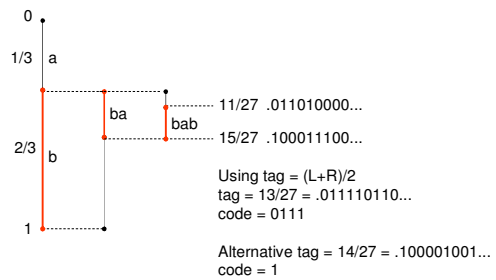 0
1/3 a
ba
bab
11/27 .011010000...
15/27 .100011100...
2/3 b
1
Using tag = (L+R)/2
tag = 13/27 = .011110110...
code = 0111
Alternative tag = 14/27 = .100001001...
code = 1